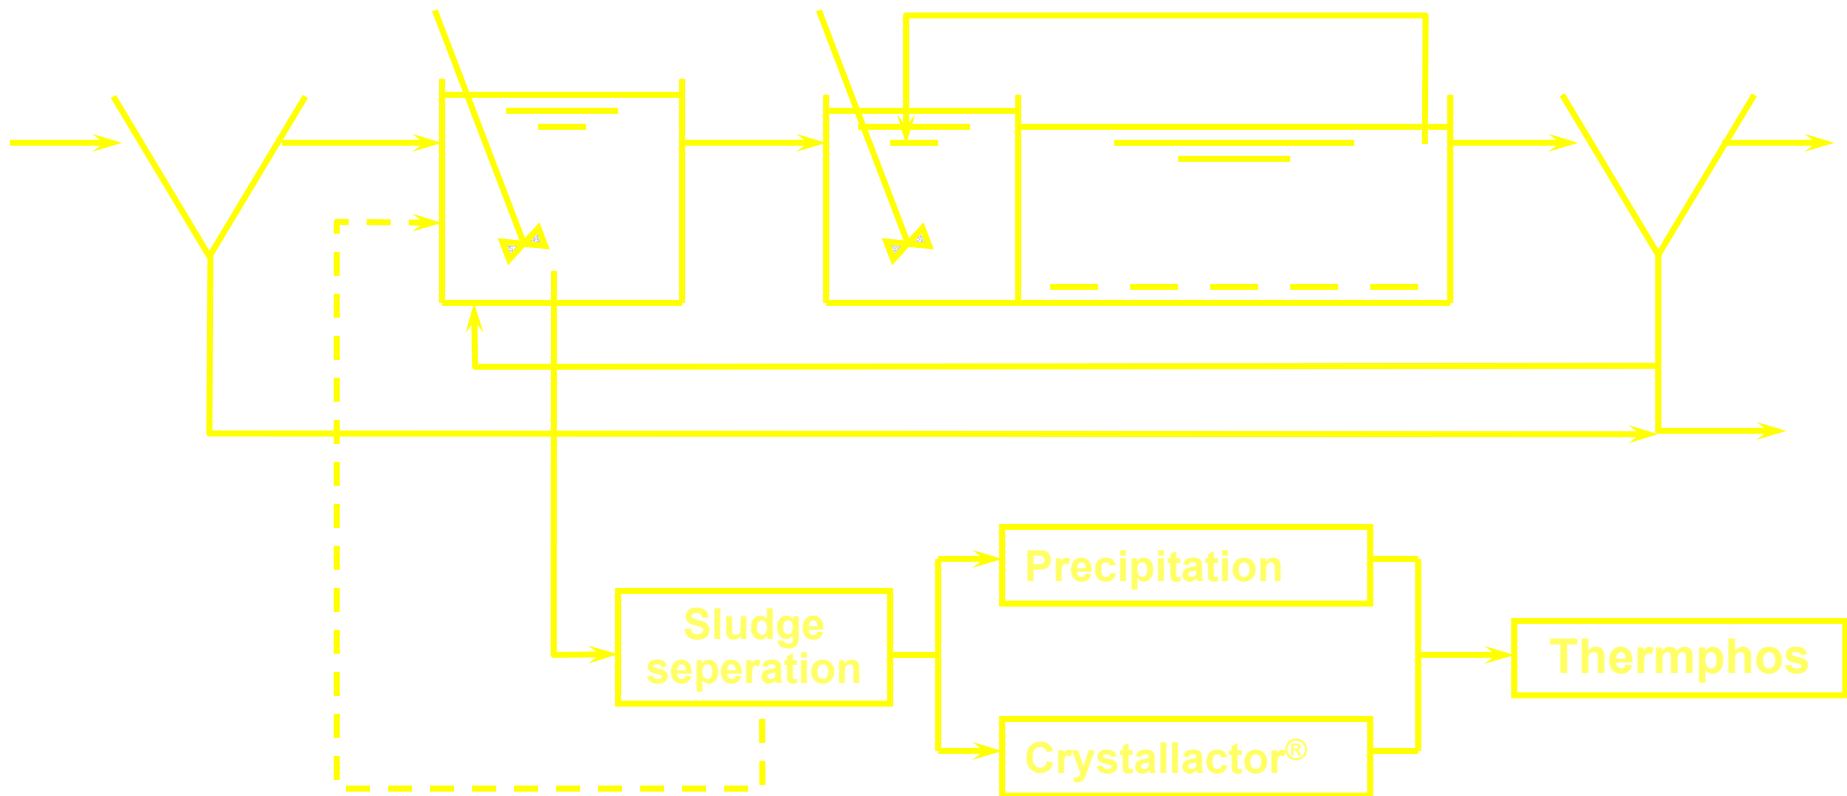 Precipitation
Sludge
seperation
Thermphos
Crystallactor®